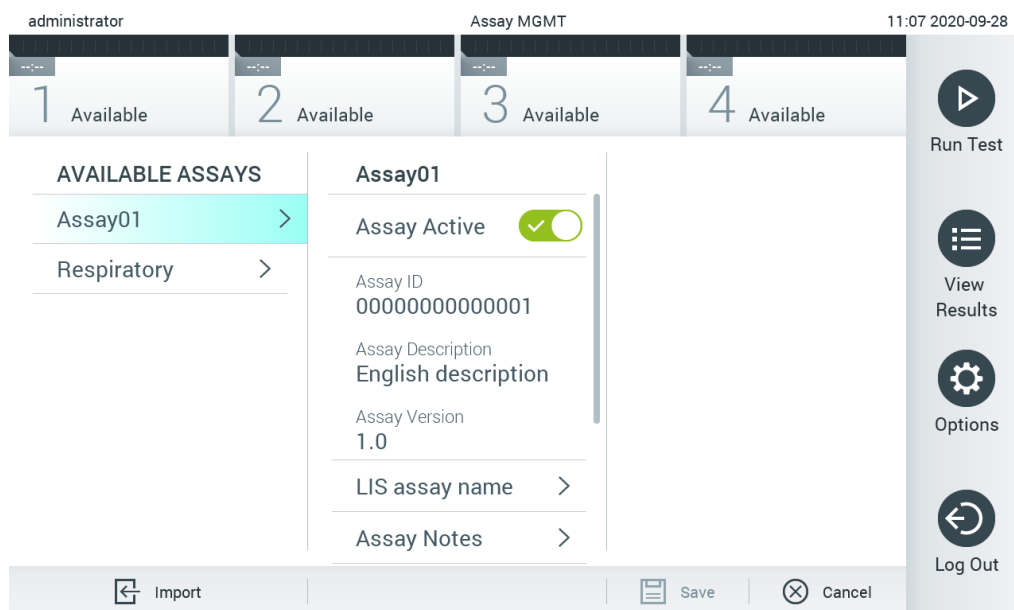 administrator
Assay MGMT
11:07 2020-09-28
--:--
1 Available
--:--
2 Available
--:--
3 Available
--:--
4 Available
AVAILABLE ASSAYS
Assay01
Respiratory
Assay01
Assay Active
Assay ID
00000000000001
Assay Description
English description
Assay Version
1.0
LIS assay name
Assay Notes
Run Test
View
Results
Options
Log Out
Import
Save
Cancel